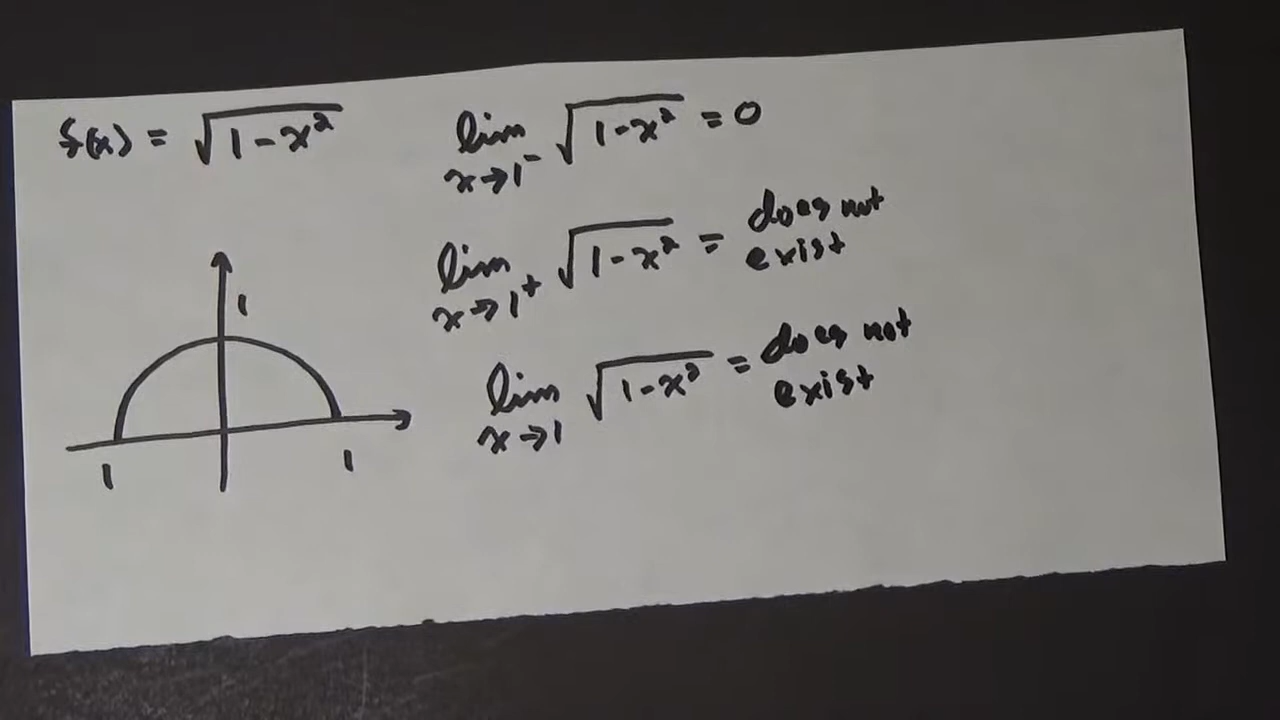 f(x) = √(1-x²)
lim x→1⁻ √(1-x²) = 0
lim x→1⁺ √(1-x²) = does not
exist
lim x→1 √(1-x²) = does not
exist
1
1
1